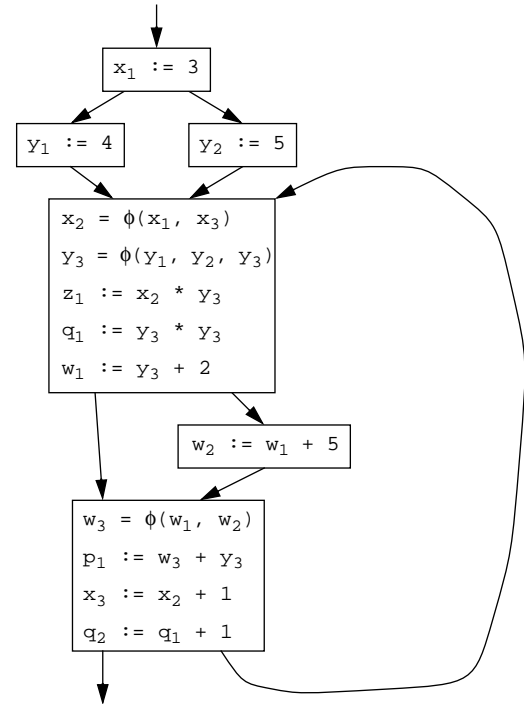 x₁ := 3
y₁ := 4
y₂ := 5
x₂ = ϕ(x₁, x₃)
y₃ = ϕ(y₁, y₂, y₃)
z₁ := x₂ * y₃
q₁ := y₃ * y₃
w₁ := y₃ + 2
w₂ := w₁ + 5
w₃ = ϕ(w₁, w₂)
p₁ := w₃ + y₃
x₃ := x₂ + 1
q₂ := q₁ + 1